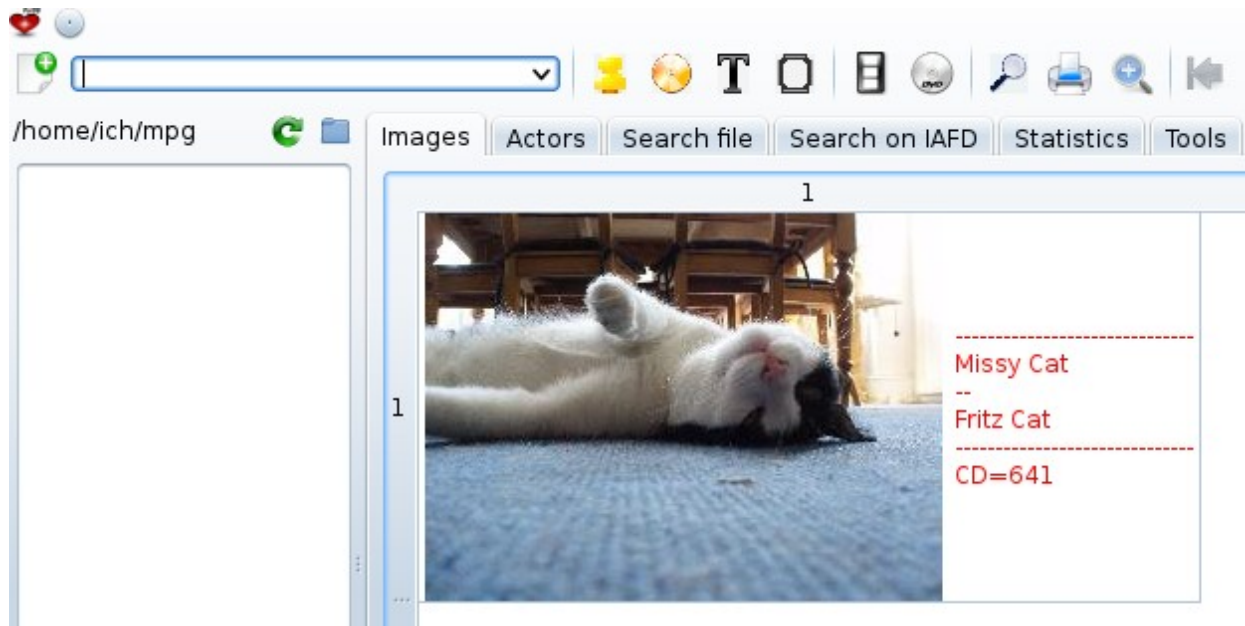 T
DVD
/home/ich/mpg
Images Actors Search file Search on IAFD Statistics Tools
1
1
------------------------------
Missy Cat
--
Fritz Cat
------------------------------
CD=641